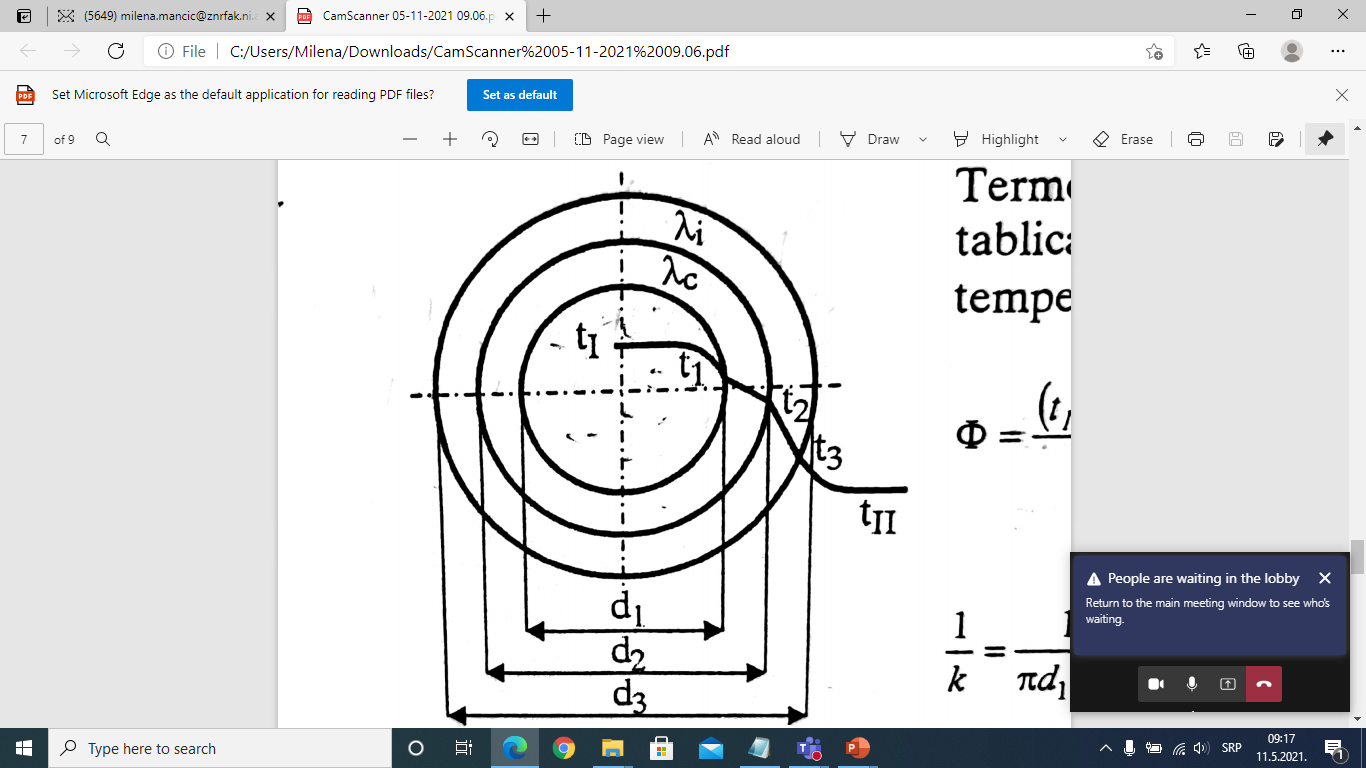 (5649) milena.mancic@znrfak.ni.
CamScanner 05-11-2021 09.06.p
File
C:/Users/Milena/Downloads/CamScanner%2005-11-2021%2009.06.pdf
Set Microsoft Edge as the default application for reading PDF files?
Set as default
7 of 9
Page view
Read aloud
Draw
Highlight
Erase
λi
λc
tI
t1
t2
t3
tII
d1
d2
d3
Term
tablic
tempe
Φ = (t
1/k = 1/πd1
People are waiting in the lobby
Return to the main meeting window to see who's
waiting.
Type here to search
SRP
09:17
11.5.2021.
1